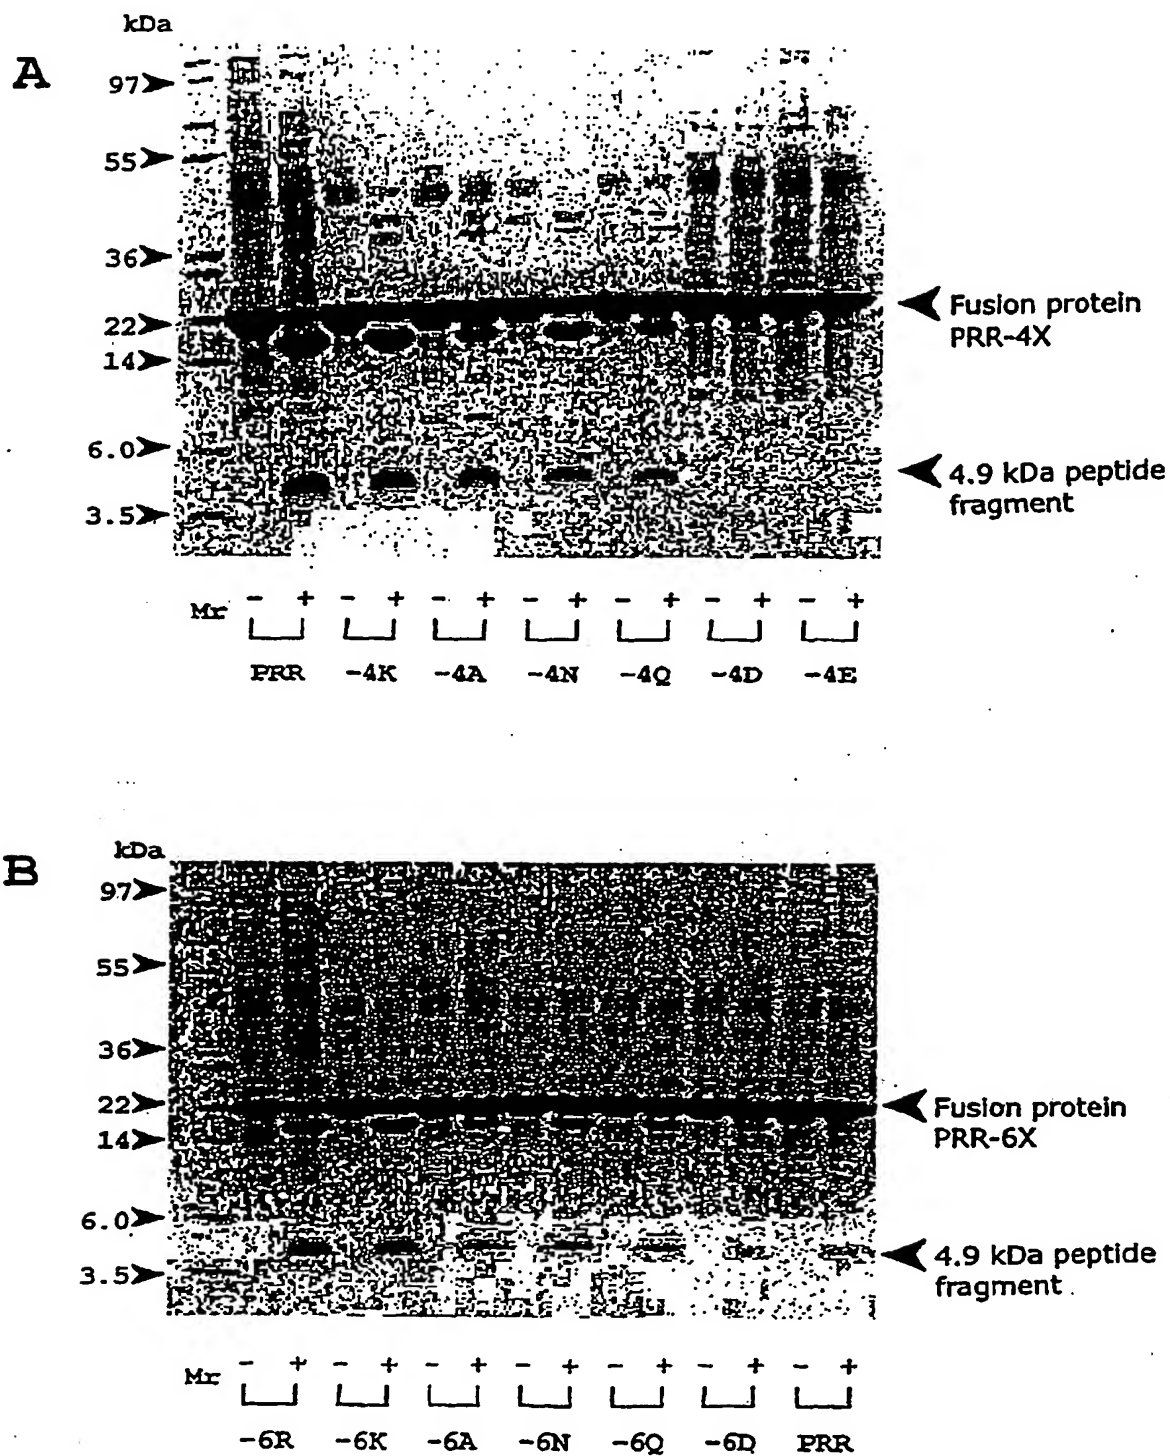 A
kDa
97
55
36
22
14
6.0
3.5
Fusion protein
PRR-4X
4.9 kDa peptide
fragment
Mr - + - + - + - + - + - + - +
PRR -4K -4A -4N -4Q -4D -4E
B
kDa
97
55
36
22
14
6.0
3.5
Fusion protein
PRR-6X
4.9 kDa peptide
fragment
Mr - + - + - + - + - + - + - +
-6R -6K -6A -6N -6Q -6D PRR